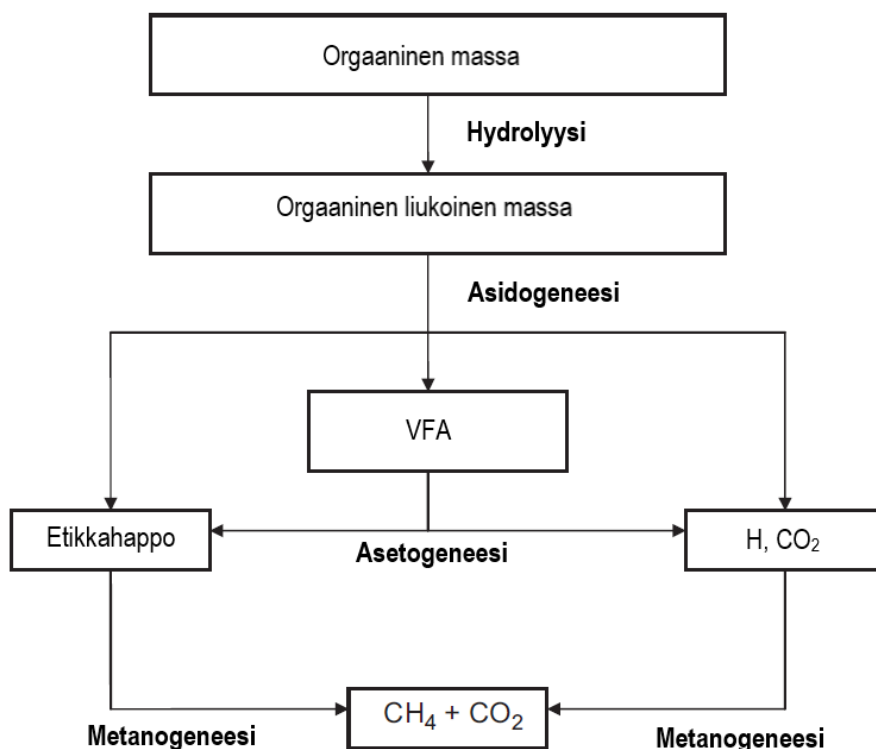 Orgaaninen massa
Hydrolyysi
Orgaaninen liukoinen massa
Asidogeneesi
VFA
Etikkahappo
H, CO₂
Asetogeneesi
CH₄ + CO₂
Metanogeneesi
Metanogeneesi